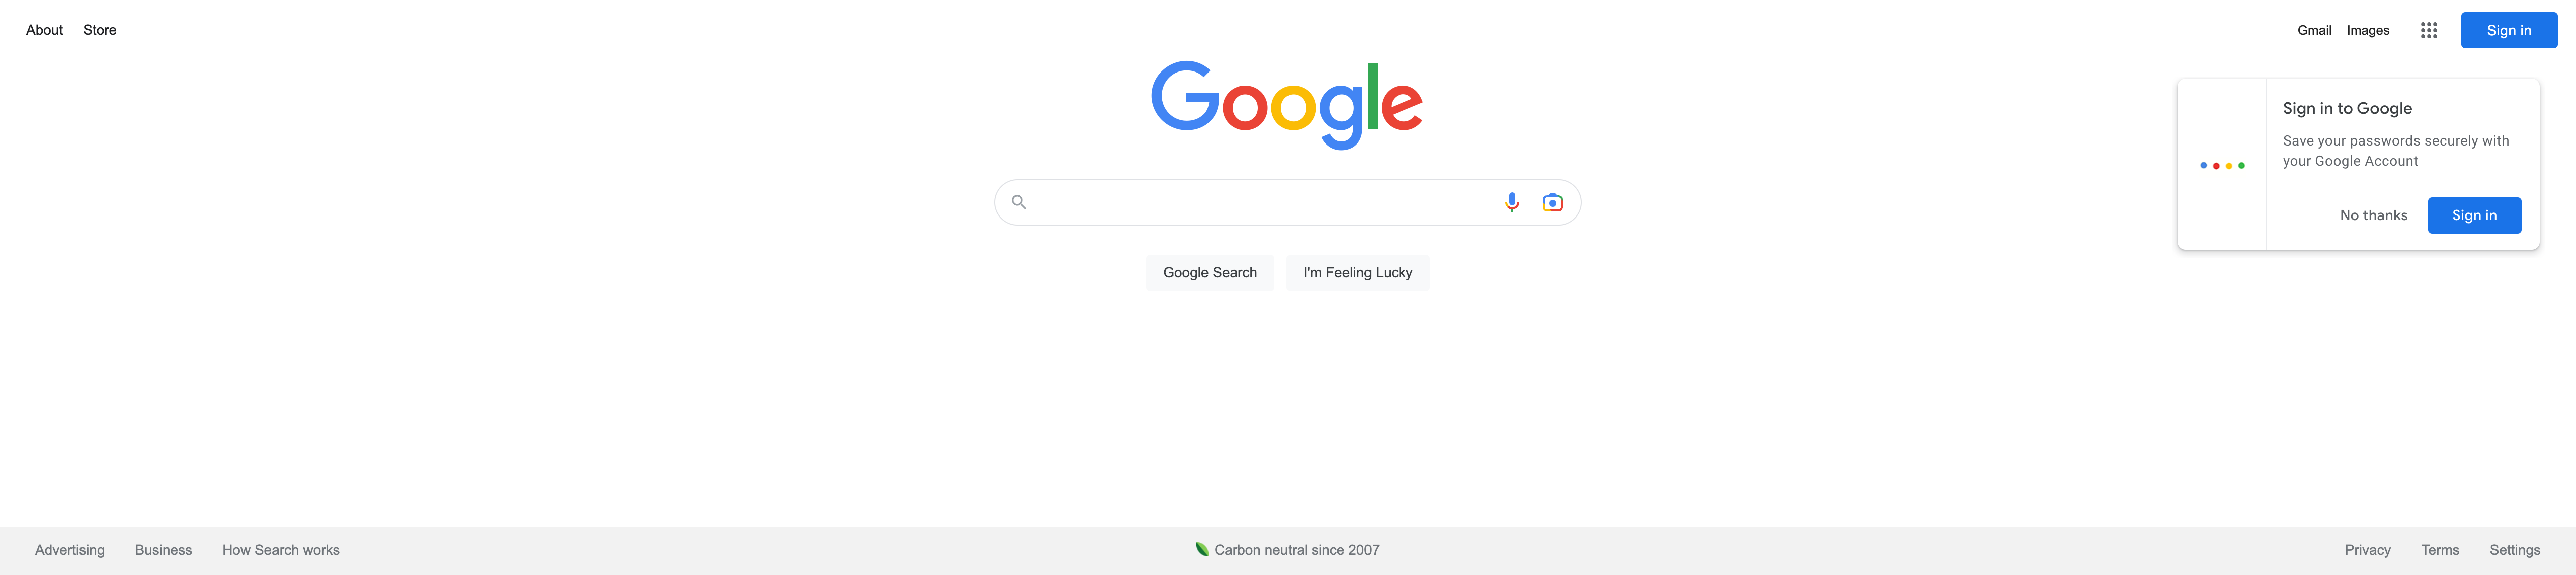 About Store
Gmail Images
Sign in
Google
Sign in to Google
Save your passwords securely with
your Google Account
No thanks
Sign in
Google Search
I'm Feeling Lucky
Advertising Business How Search works
Carbon neutral since 2007
Privacy Terms Settings